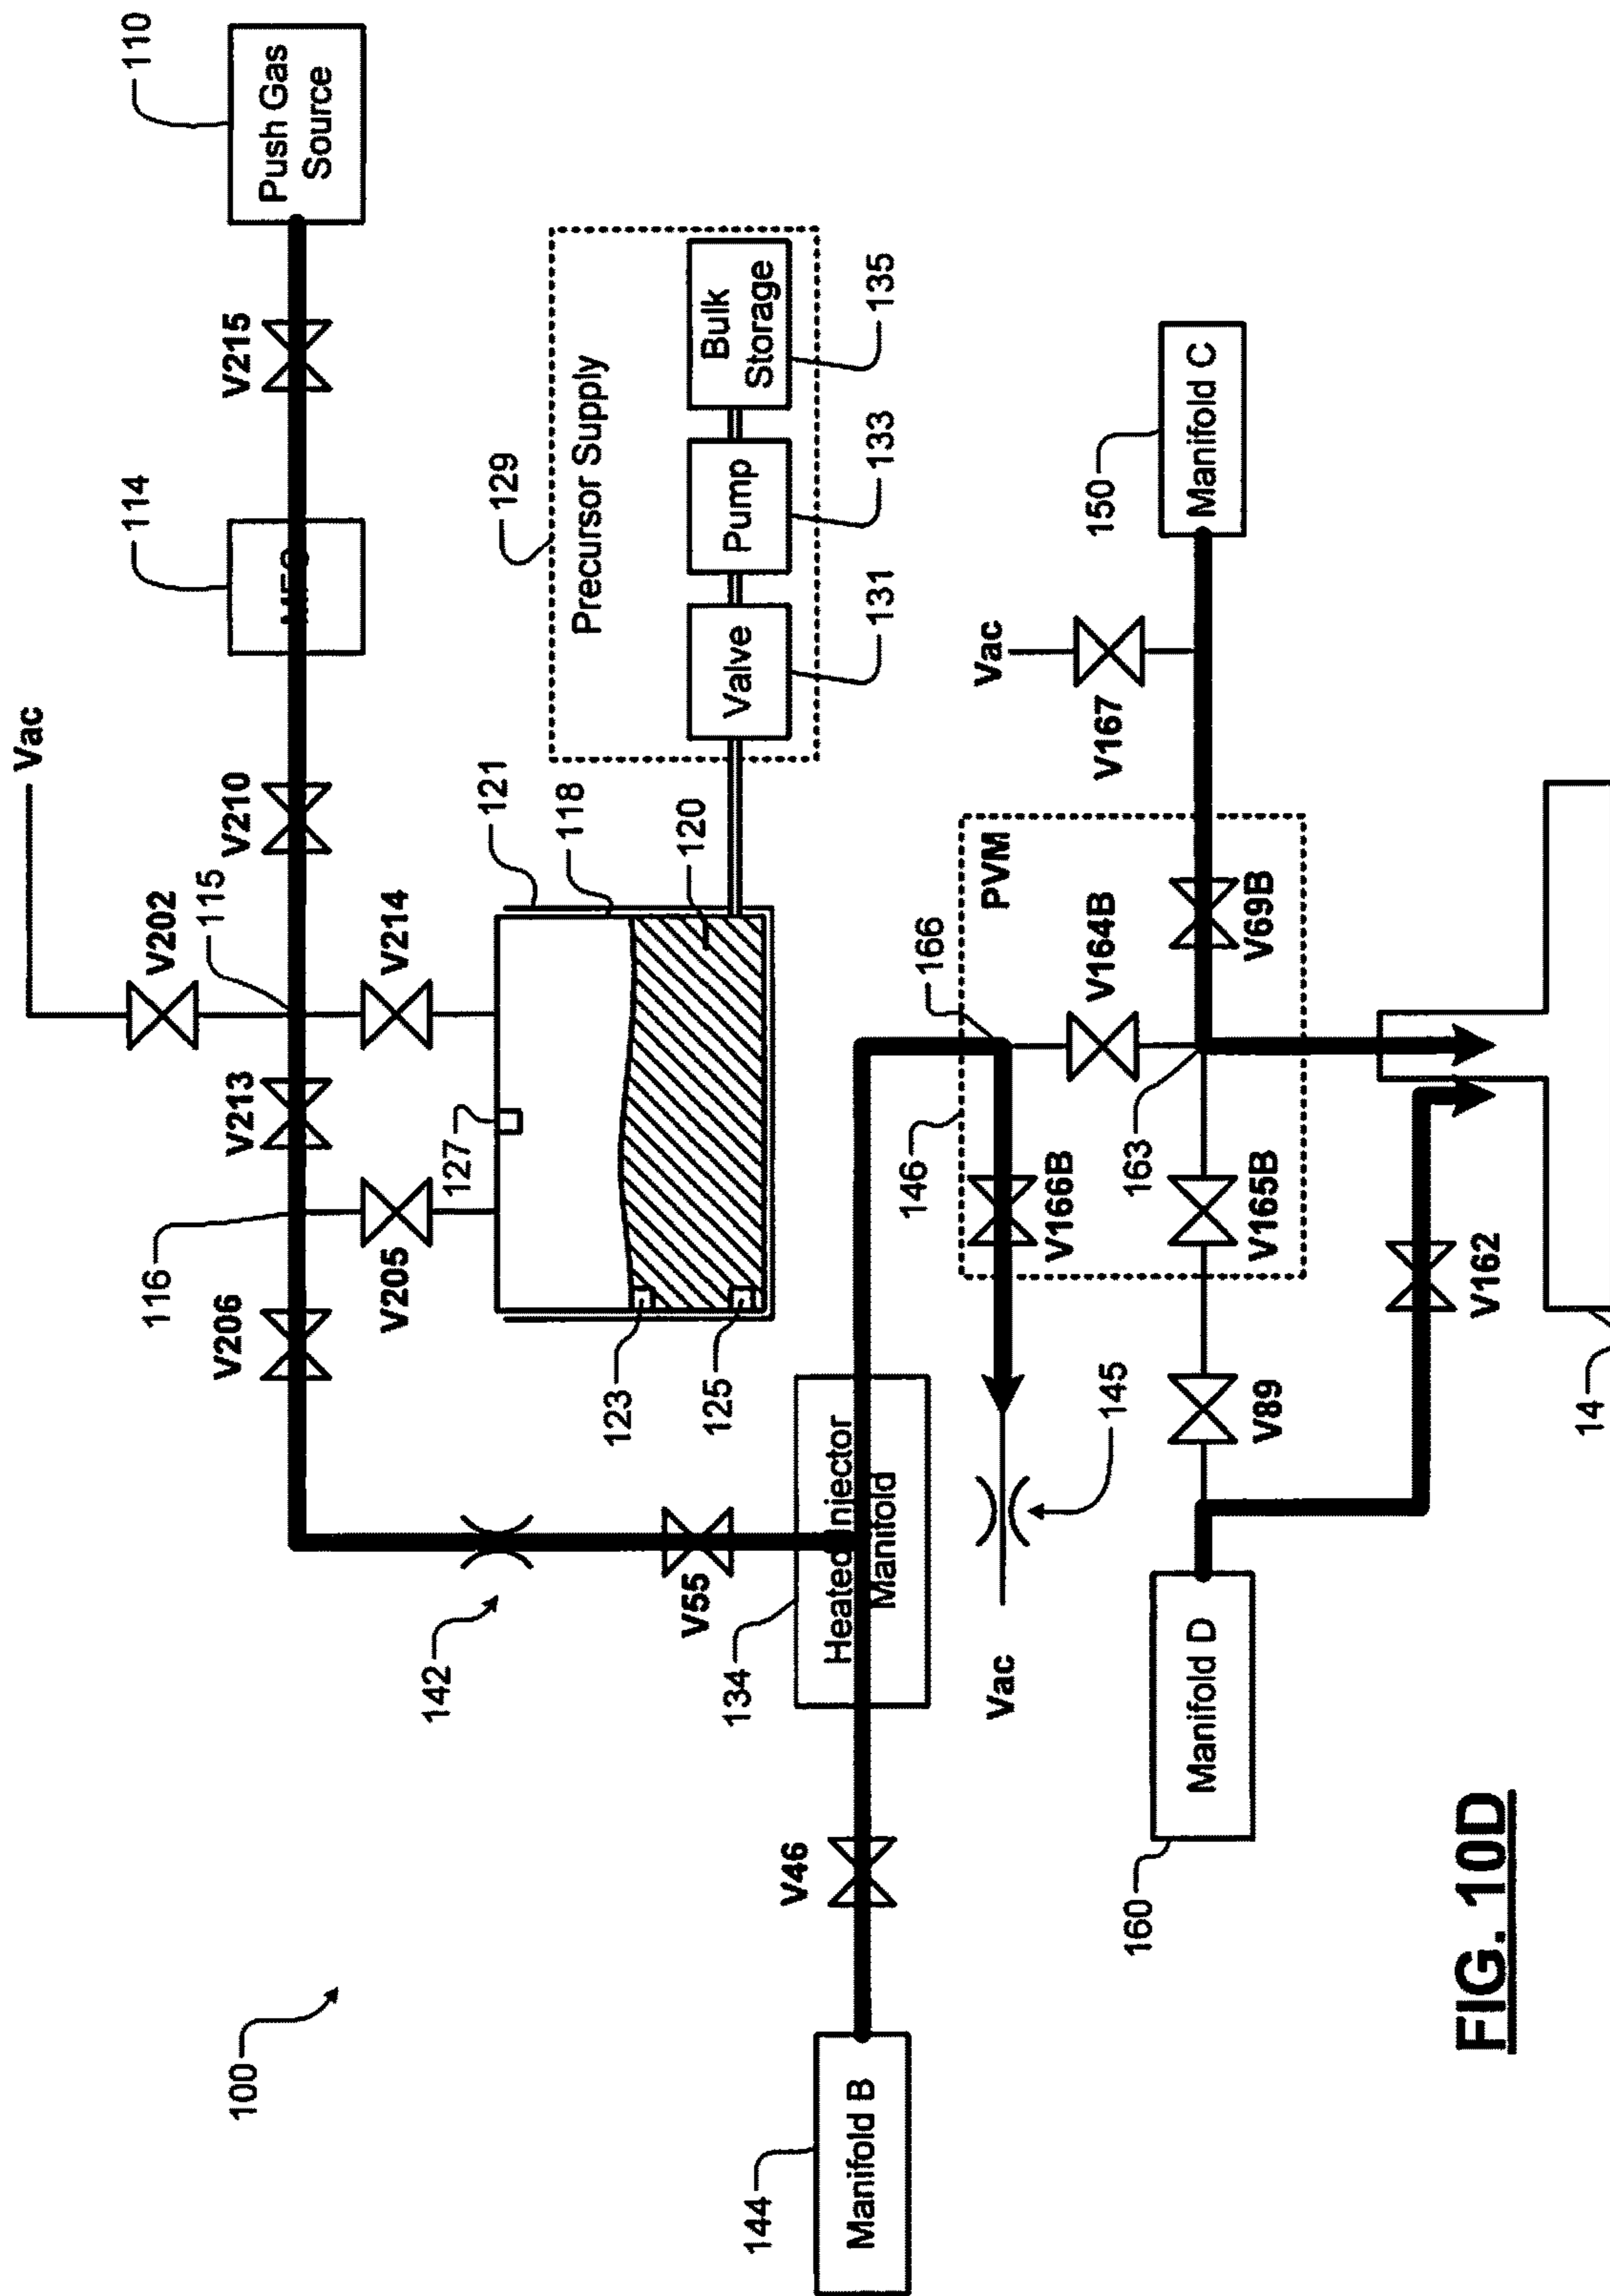 Vac
110
114
V202
115
116
100
V206
V213
V210
V215
Push Gas
Source
V205
V214
142
127
129
121
118
123
Precursor Supply
120
V55
125
134
V46
Valve
Pump
Bulk
Storage
131
133
135
144
Manifold B
Heated Injector
Manifold
146
166
PVM
Vac
V166B
V164B
Vac
145
163
V167
150
160
Manifold D
V89
V165B
V69B
Manifold C
V162
FIG. 10D
14